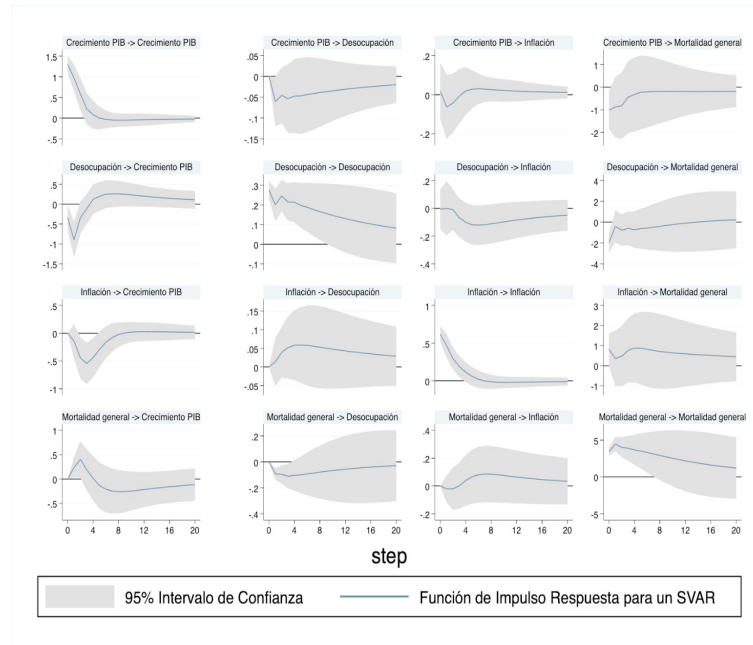 Crecimiento PIB -> Crecimiento PIB
Crecimiento PIB -> Desocupación
Crecimiento PIB -> Inflación
Crecimiento PIB -> Mortalidad general
1.5
1
.5
0
-.5
0
-.05
-.1
-.15
.2
0
-.2
1
0
-1
-2
Desocupación -> Crecimiento PIB
Desocupación -> Desocupación
Desocupación -> Inflación
Desocupación -> Mortalidad general
.5
0
-.5
-1
-1.5
.3
.2
.1
0
-.1
.2
0
-.2
-.4
4
2
0
-2
-4
Inflación -> Crecimiento PIB
Inflación -> Desocupación
Inflación -> Inflación
Inflación -> Mortalidad general
.5
0
-.5
-1
.15
.1
.05
0
-.05
1
.5
0
3
2
1
0
-1
Mortalidad general -> Crecimiento PIB
Mortalidad general -> Desocupación
Mortalidad general -> Inflación
Mortalidad general -> Mortalidad general
1
.5
0
-.5
.2
0
-.2
-.4
.4
.2
0
-.2
5
0
-5
0 4 8 12 16 20
0 4 8 12 16 20
0 4 8 12 16 20
0 4 8 12 16 20
step
95% Intervalo de Confianza
Función de Impulso Respuesta para un SVAR